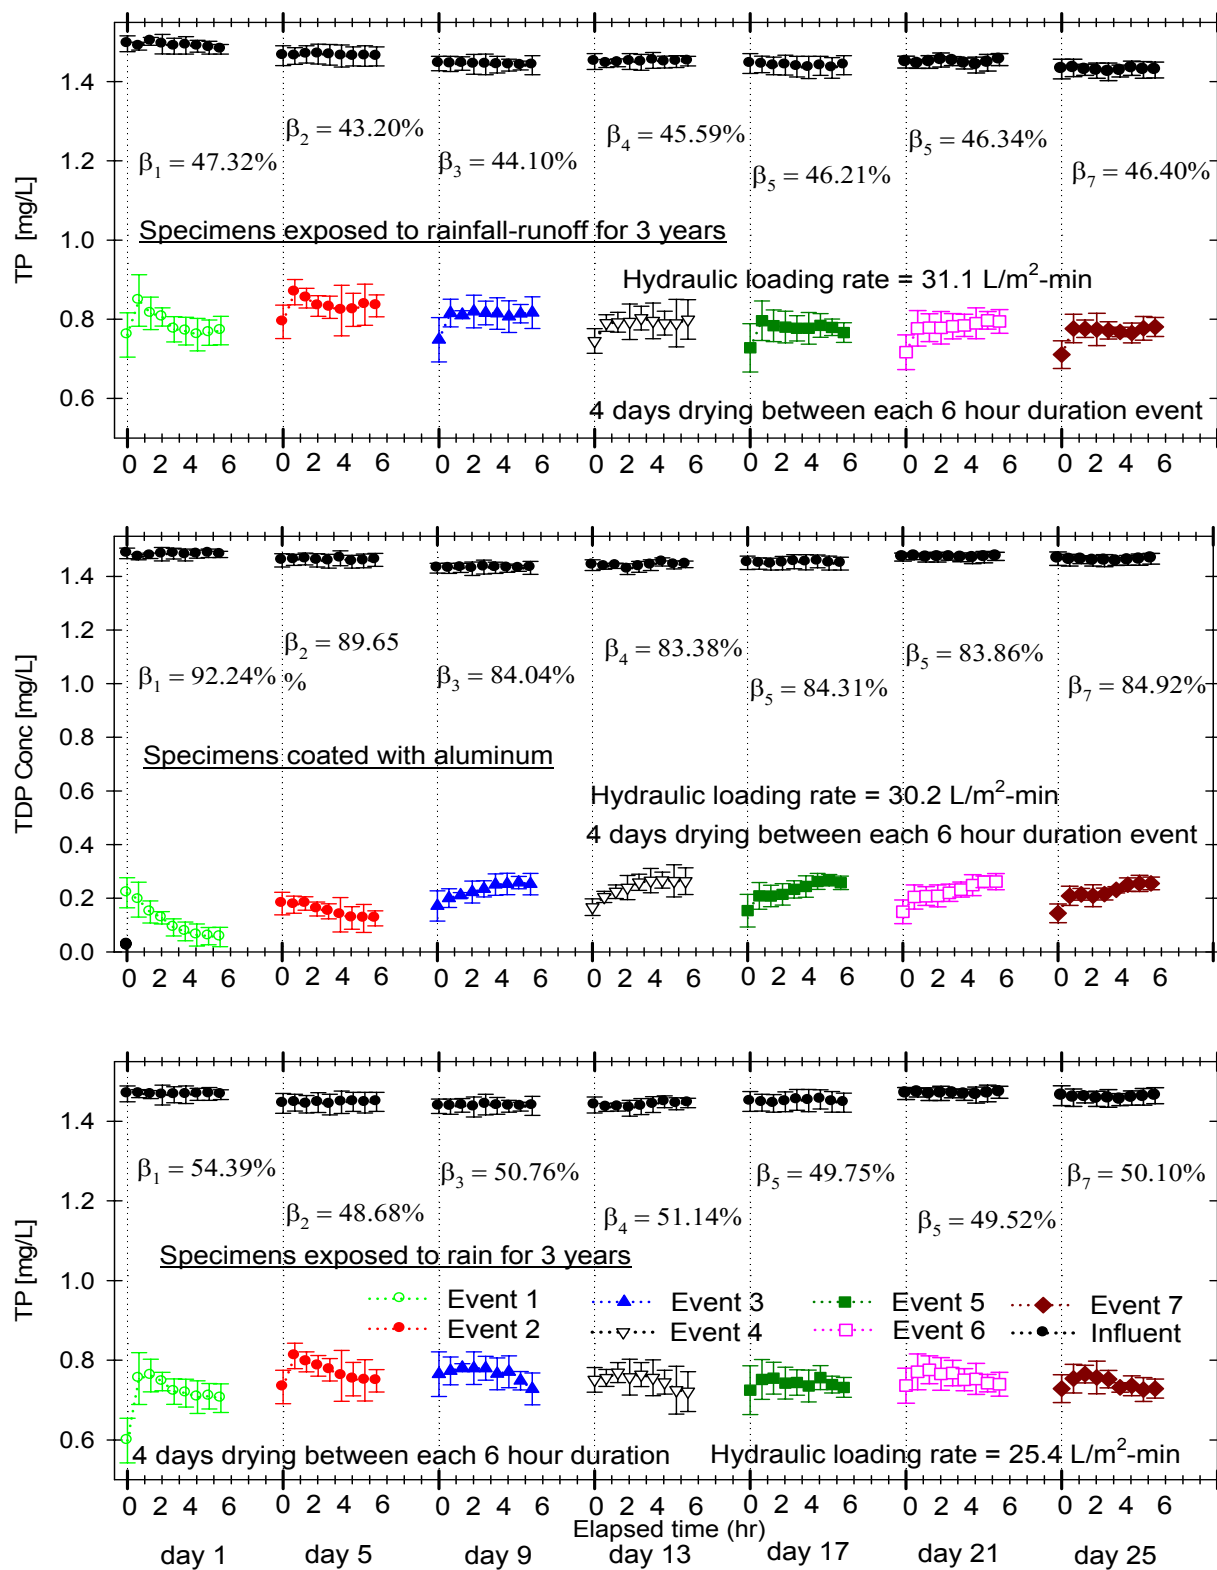 1.4
β2 = 43.20%
β4 = 45.59%
β5 = 46.34%
1.2
β1 = 47.32%
β3 = 44.10%
β5 = 46.21%
β7 = 46.40%
TP [mg/L]
1.0
Specimens exposed to rainfall-runoff for 3 years
Hydraulic loading rate = 31.1 L/m2-min
0.8
0.6
4 days drying between each 6 hour duration event
0 2 4 6 0 2 4 6 0 2 4 6 0 2 4 6 0 2 4 6 0 2 4 6 0 2 4 6
1.4
1.2
β2 = 89.65
%
β4 = 83.38%
β5 = 83.86%
β1 = 92.24%
β3 = 84.04%
β5 = 84.31%
β7 = 84.92%
1.0
TDP Conc [mg/L]
0.8
Specimens coated with aluminum
0.6
Hydraulic loading rate = 30.2 L/m2-min
4 days drying between each 6 hour duration event
0.4
0.2
0.0
0 2 4 6 0 2 4 6 0 2 4 6 0 2 4 6 0 2 4 6 0 2 4 6 0 2 4 6
1.4
β1 = 54.39%
β3 = 50.76%
β5 = 49.75%
β7 = 50.10%
1.2
β2 = 48.68%
β4 = 51.14%
β5 = 49.52%
TP [mg/L]
Specimens exposed to rain for 3 years
1.0
Event 1
Event 3
Event 5
Event 7
Event 2
Event 4
Event 6
Influent
0.8
0.6
4 days drying between each 6 hour duration
Hydraulic loading rate = 25.4 L/m2-min
0 2 4 6 0 2 4 6 0 2 4 6 0 2 4 6 0 2 4 6 0 2 4 6 0 2 4 6
Elapsed time (hr)
day 1 day 5 day 9 day 13 day 17 day 21 day 25